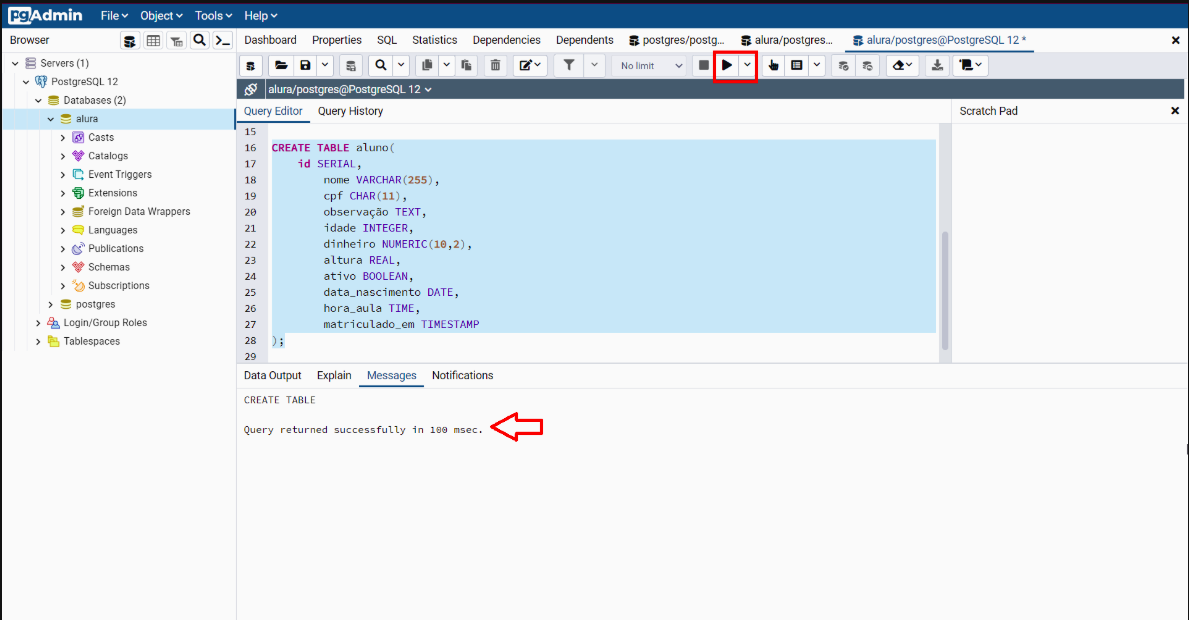 pgAdmin File Object Tools Help
Browser
Dashboard Properties SQL Statistics Dependencies Dependents postgres/postg... alura/postgres... alura/postgres@PostgreSQL 12 *
No limit
alura/postgres@PostgreSQL 12
Servers (1)
PostgreSQL 12
Databases (2)
alura
Casts
Catalogs
Event Triggers
Extensions
Foreign Data Wrappers
Languages
Publications
Schemas
Subscriptions
postgres
Login/Group Roles
Tablespaces
Query Editor Query History
Scratch Pad
15
16 CREATE TABLE aluno(
17 id SERIAL,
18 nome VARCHAR(255),
19 cpf CHAR(11),
20 observação TEXT,
21 idade INTEGER,
22 dinheiro NUMERIC(10,2),
23 altura REAL,
24 ativo BOOLEAN,
25 data_nascimento DATE,
26 hora_aula TIME,
27 matriculado_em TIMESTAMP
28 );
29
Data Output Explain Messages Notifications
CREATE TABLE
Query returned successfully in 100 msec.